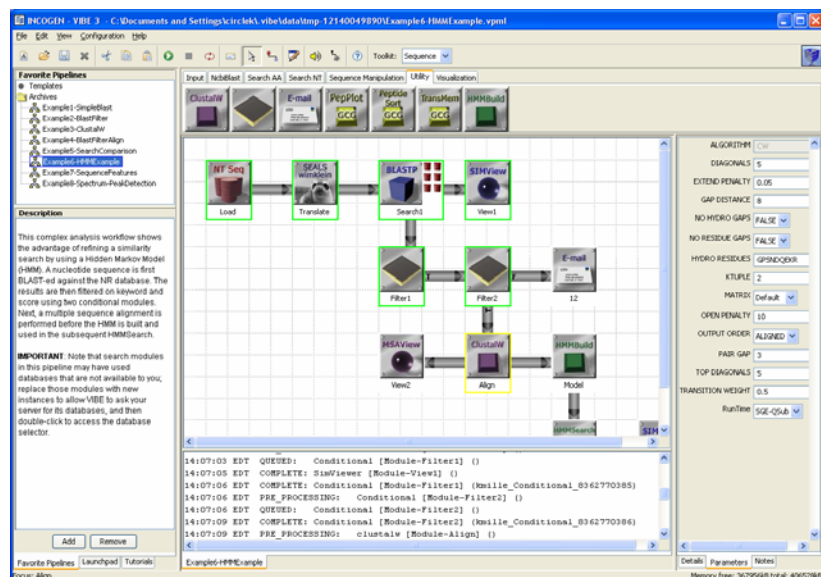 INCOGEN - VIBE 3 - C:\Documents and Settings\circlek\.vibe\data\tmp-12140049890\Example6-HMMExample.vpml
File Edit View Configuration Help
Toolkit: Sequence
Favorite Pipelines
Templates
Archives
Example1-SimpleBlast
Example2-BlastFilter
Example3-ClustalW
Example4-BlastFilterAlign
Example5-SearchComparison
Example6-HMMExample
Example7-SequenceFeatures
Example8-Spectrum-PeakDetection
Description
This complex analysis workflow shows
the advantage of refining a similarity
search by using a Hidden Markov Model
(HMM). A nucleotide sequence is first
BLAST-ed against the NR database. The
results are then filtered on keyword and
score using two conditional modules.
Next, a multiple sequence alignment is
performed before the HMM is built and
used in the subsequent HMMSearch.
IMPORTANT: Note that search modules
in this pipeline may have used
databases that are not available to you;
replace those modules with new
instances to allow VIBE to ask your
server for its databases, and then
double-click to access the database
selector.
Add Remove
Favorite Pipelines Launchpad Tutorials
Focus: Align
Input NcbiBlast Search AA Search NT Sequence Manipulation Utility Visualization
ClustalW E-mail PepPlot Peptide Sort TransMem HMMBuild
GCG GCG GCG
NT Seq SEALS wimklein BLASTP SIMView
Load Translate Search1 View1
E-mail
Filter1 Filter2 12
MSAView ClustalW HMMBuild
View2 Align Model
HMMSearch SIM
14:07:03 EDT QUEUED: Conditional [Module-Filter1] ()
14:07:05 EDT COMPLETE: SimViewer [Module-View1] ()
14:07:06 EDT COMPLETE: Conditional [Module-Filter1] (kmille_Conditional_8362770385)
14:07:06 EDT PRE_PROCESSING: Conditional [Module-Filter2] ()
14:07:06 EDT QUEUED: Conditional [Module-Filter2] ()
14:07:09 EDT COMPLETE: Conditional [Module-Filter2] (kmille_Conditional_8362770386)
14:07:09 EDT PRE_PROCESSING: clustalw [Module-Align] ()
Example6-HMMExample
ALGORITHM CW
DIAGONALS 5
EXTEND PENALTY 0.05
GAP DISTANCE 8
NO HYDRO GAPS FALSE
NO RESIDUE GAPS FALSE
HYDRO RESIDUES GPSNDQEKR
KTUPLE 2
MATRIX Default
OPEN PENALTY 10
OUTPUT ORDER ALIGNED
PAIR GAP 3
TOP DIAGONALS 5
TRANSITION WEIGHT 0.5
RunTime SGE-QSub
Details Parameters Notes